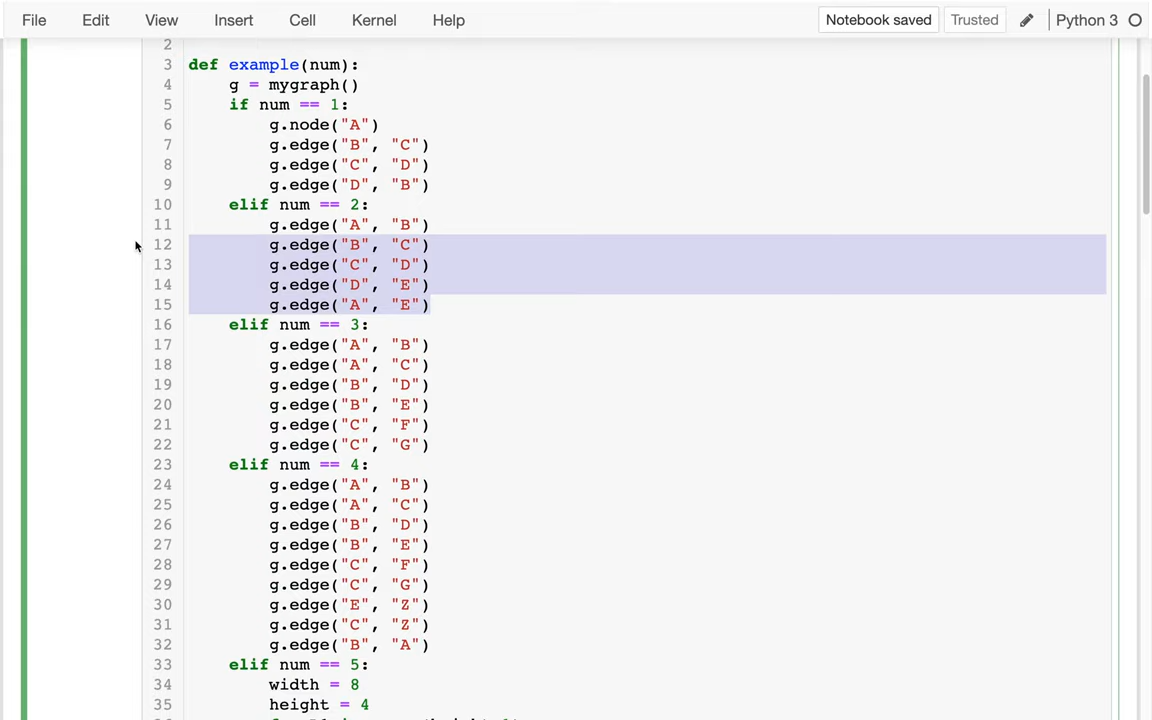 File Edit View Insert Cell Kernel Help Notebook saved Trusted Python 3
2
3 def example(num):
4 g = mygraph()
5 if num == 1:
6 g.node("A")
7 g.edge("B", "C")
8 g.edge("C", "D")
9 g.edge("D", "B")
10 elif num == 2:
11 g.edge("A", "B")
12 g.edge("B", "C")
13 g.edge("C", "D")
14 g.edge("D", "E")
15 g.edge("A", "E")
16 elif num == 3:
17 g.edge("A", "B")
18 g.edge("A", "C")
19 g.edge("B", "D")
20 g.edge("B", "E")
21 g.edge("C", "F")
22 g.edge("C", "G")
23 elif num == 4:
24 g.edge("A", "B")
25 g.edge("A", "C")
26 g.edge("B", "D")
27 g.edge("B", "E")
28 g.edge("C", "F")
29 g.edge("C", "G")
30 g.edge("E", "Z")
31 g.edge("C", "Z")
32 g.edge("B", "A")
33 elif num == 5:
34 width = 8
35 height = 4